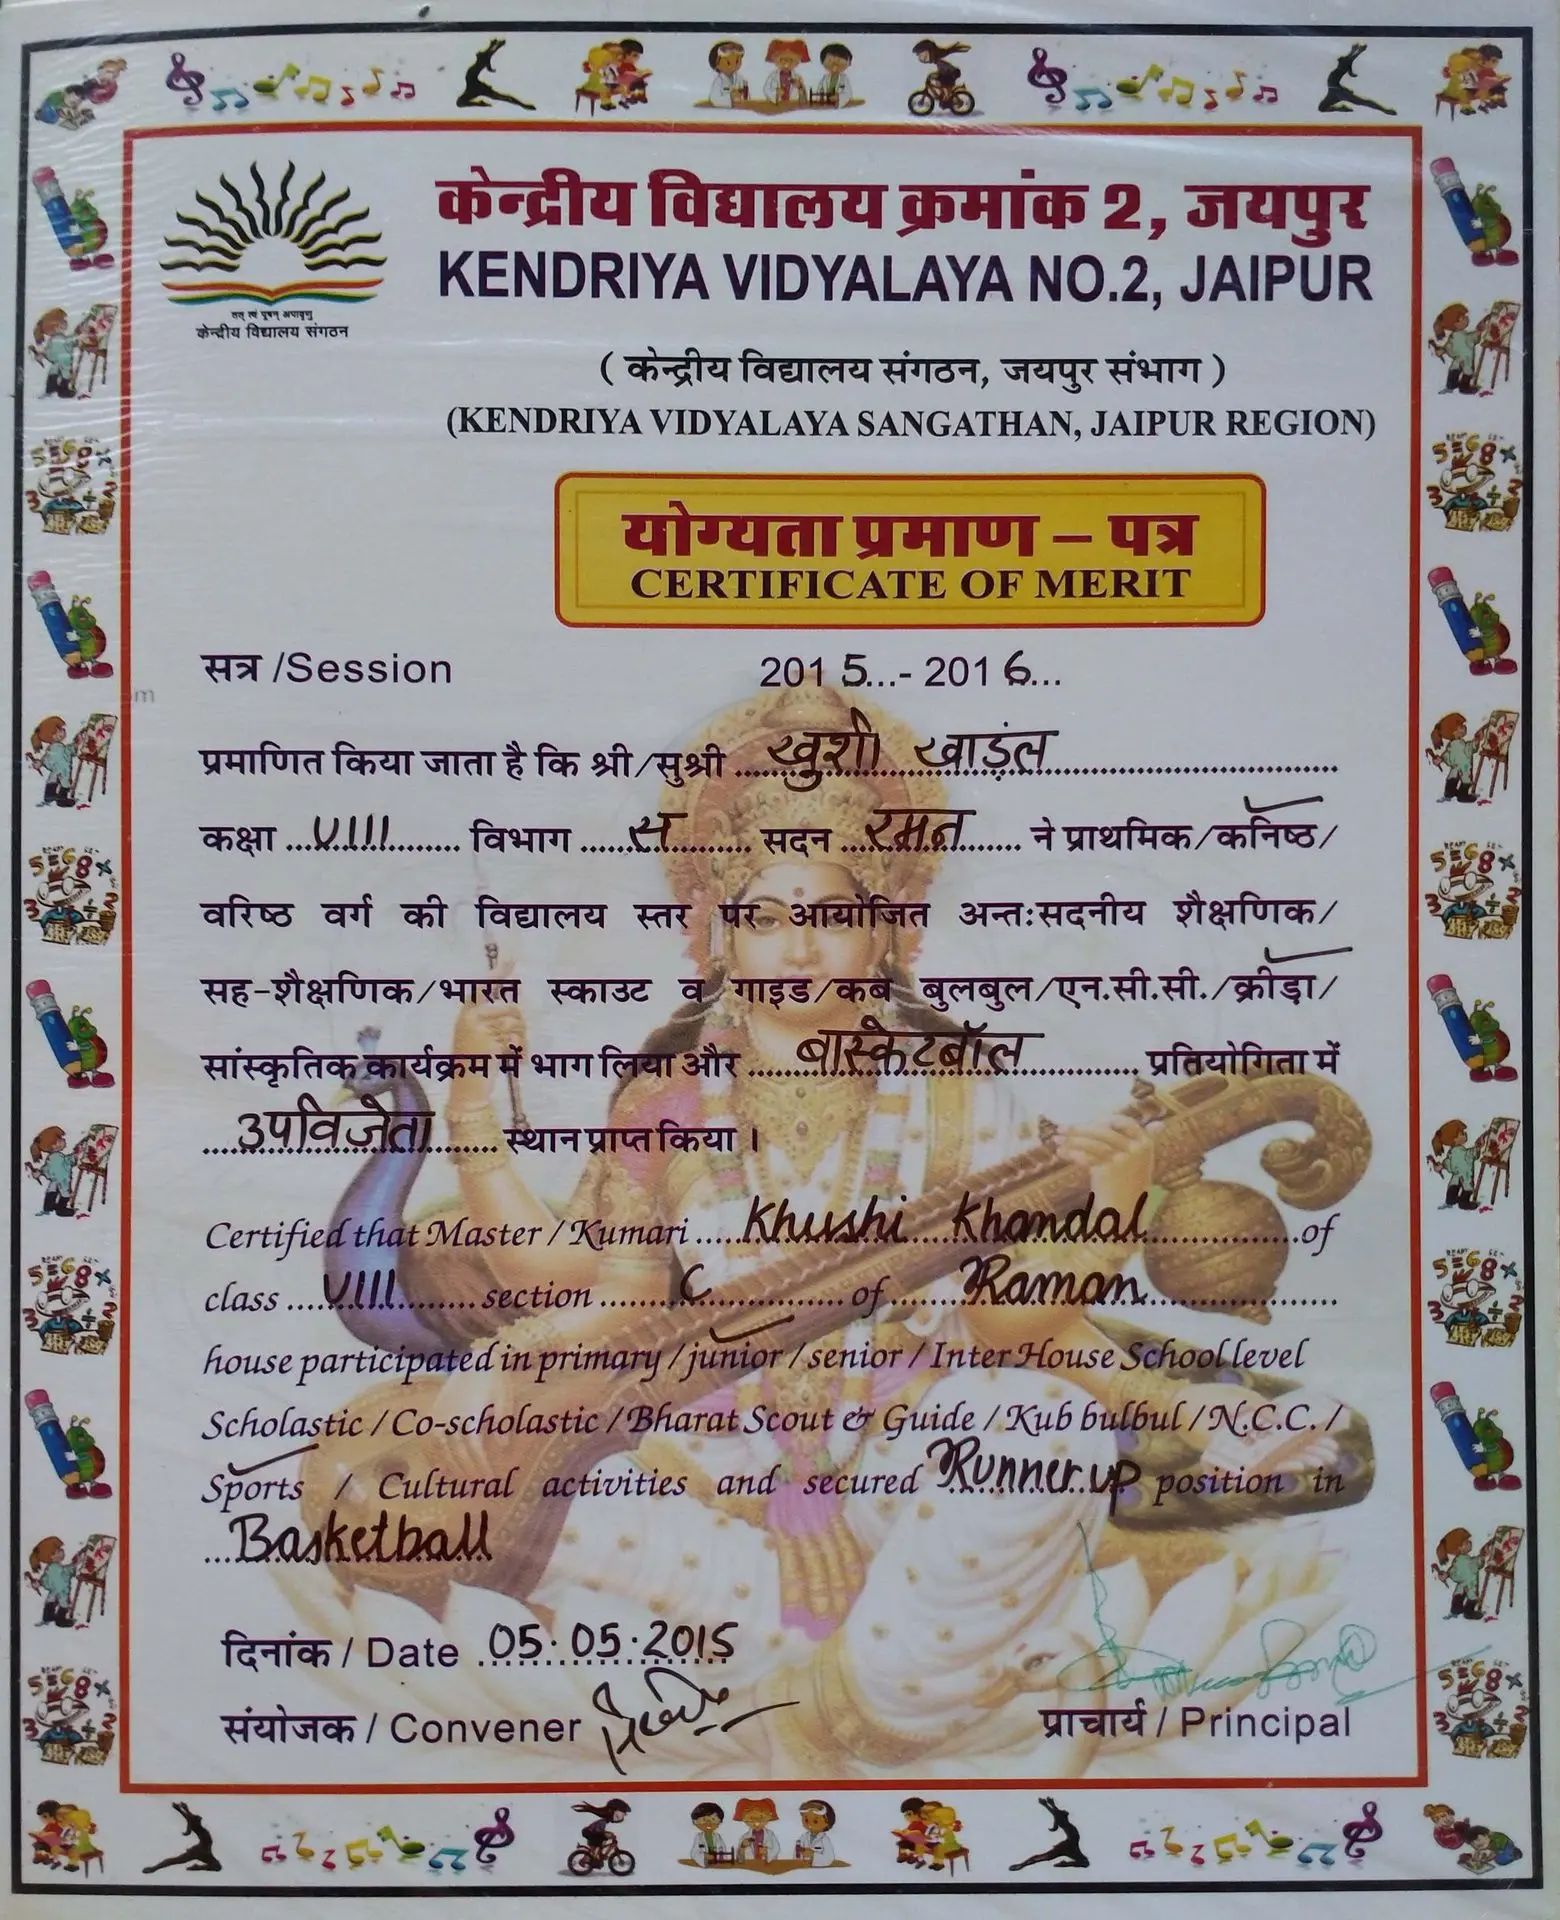 केन्द्रीय विद्यालय क्रमांक 2, जयपुर
KENDRIYA VIDYALAYA NO.2, JAIPUR
तत् त्वं पूषन् अपावृणु
केन्द्रीय विद्यालय संगठन
( केन्द्रीय विद्यालय संगठन, जयपुर संभाग )
(KENDRIYA VIDYALAYA SANGATHAN, JAIPUR REGION)
योग्यता प्रमाण – पत्र
CERTIFICATE OF MERIT
सत्र /Session 2015...- 2016...
प्रमाणित किया जाता है कि श्री/सुश्री खुशी खाडंल
कक्षा VIII विभाग स सदन रमन ने प्राथमिक/कनिष्ठ/
वरिष्ठ वर्ग की विद्यालय स्तर पर आयोजित अन्तःसदनीय शैक्षणिक/
सह-शैक्षणिक/भारत स्काउट व गाइड/कब बुलबुल/एन.सी.सी./क्रीड़ा/
सांस्कृतिक कार्यक्रम में भाग लिया और बास्केटबॉल प्रतियोगिता में
उपविजेता स्थान प्राप्त किया ।
Certified that Master / Kumari Khushi Khandal of
class VIII section C of Raman
house participated in primary / junior / senior / Inter House School level
Scholastic / Co-scholastic / Bharat Scout & Guide / Kub bulbul / N.C.C. /
Sports / Cultural activities and secured Runner up position in
Basketball
दिनांक / Date 05.05.2015
संयोजक / Convener
प्राचार्य / Principal